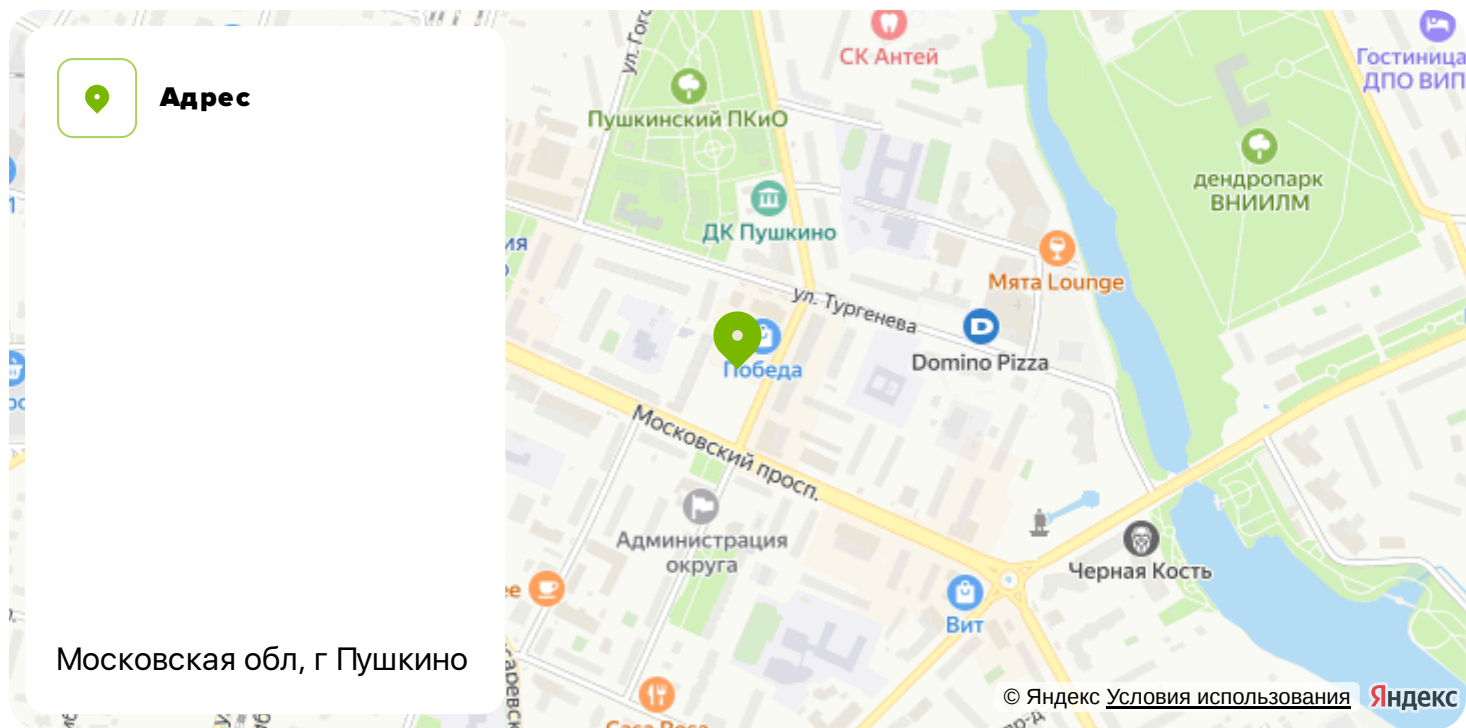 Адрес
Московская обл, г Пушкино
СК Антей
Гостиница
ДПО ВИП
Пушкинский ПКиО
дендропарк
ВНИИЛМ
ДК Пушкино
Мята Lounge
ул. Тургенева
Domino Pizza
Победа
Московский просп.
Администрация
округа
Черная Кость
Вит
© Яндекс Условия использования
Яндекс